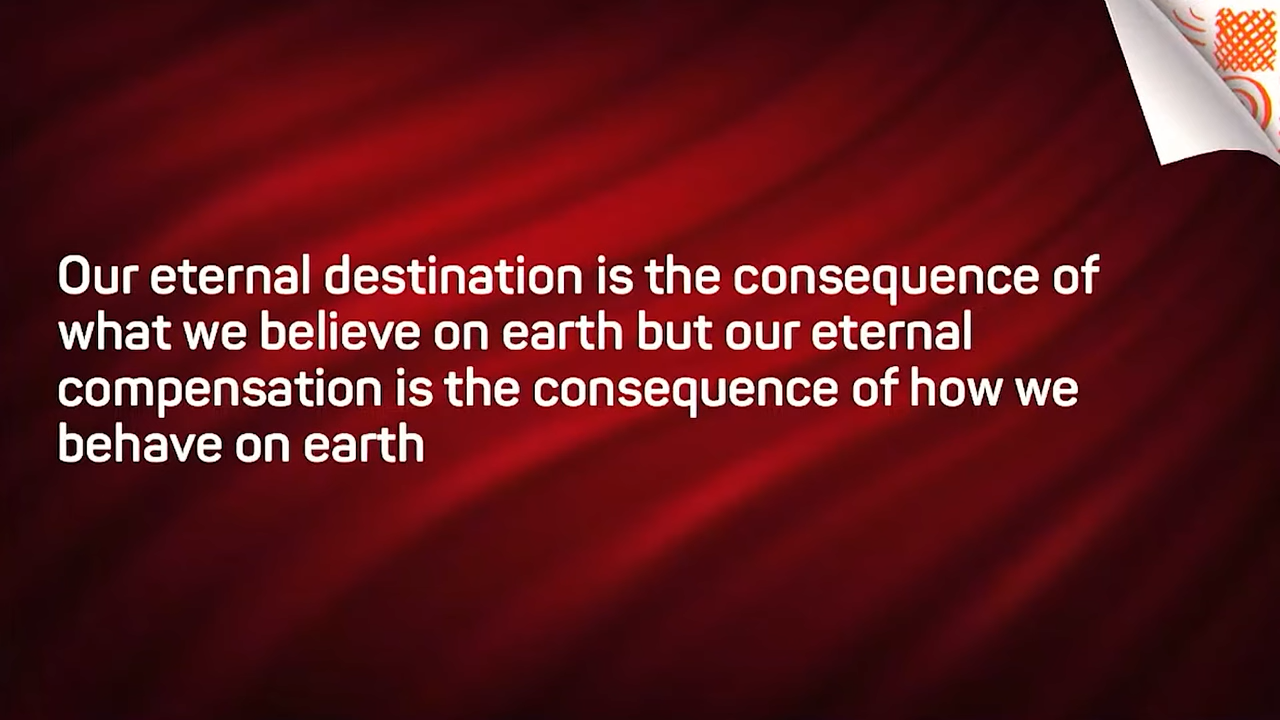 Our eternal destination is the consequence of
what we believe on earth but our eternal
compensation is the consequence of how we
behave on earth